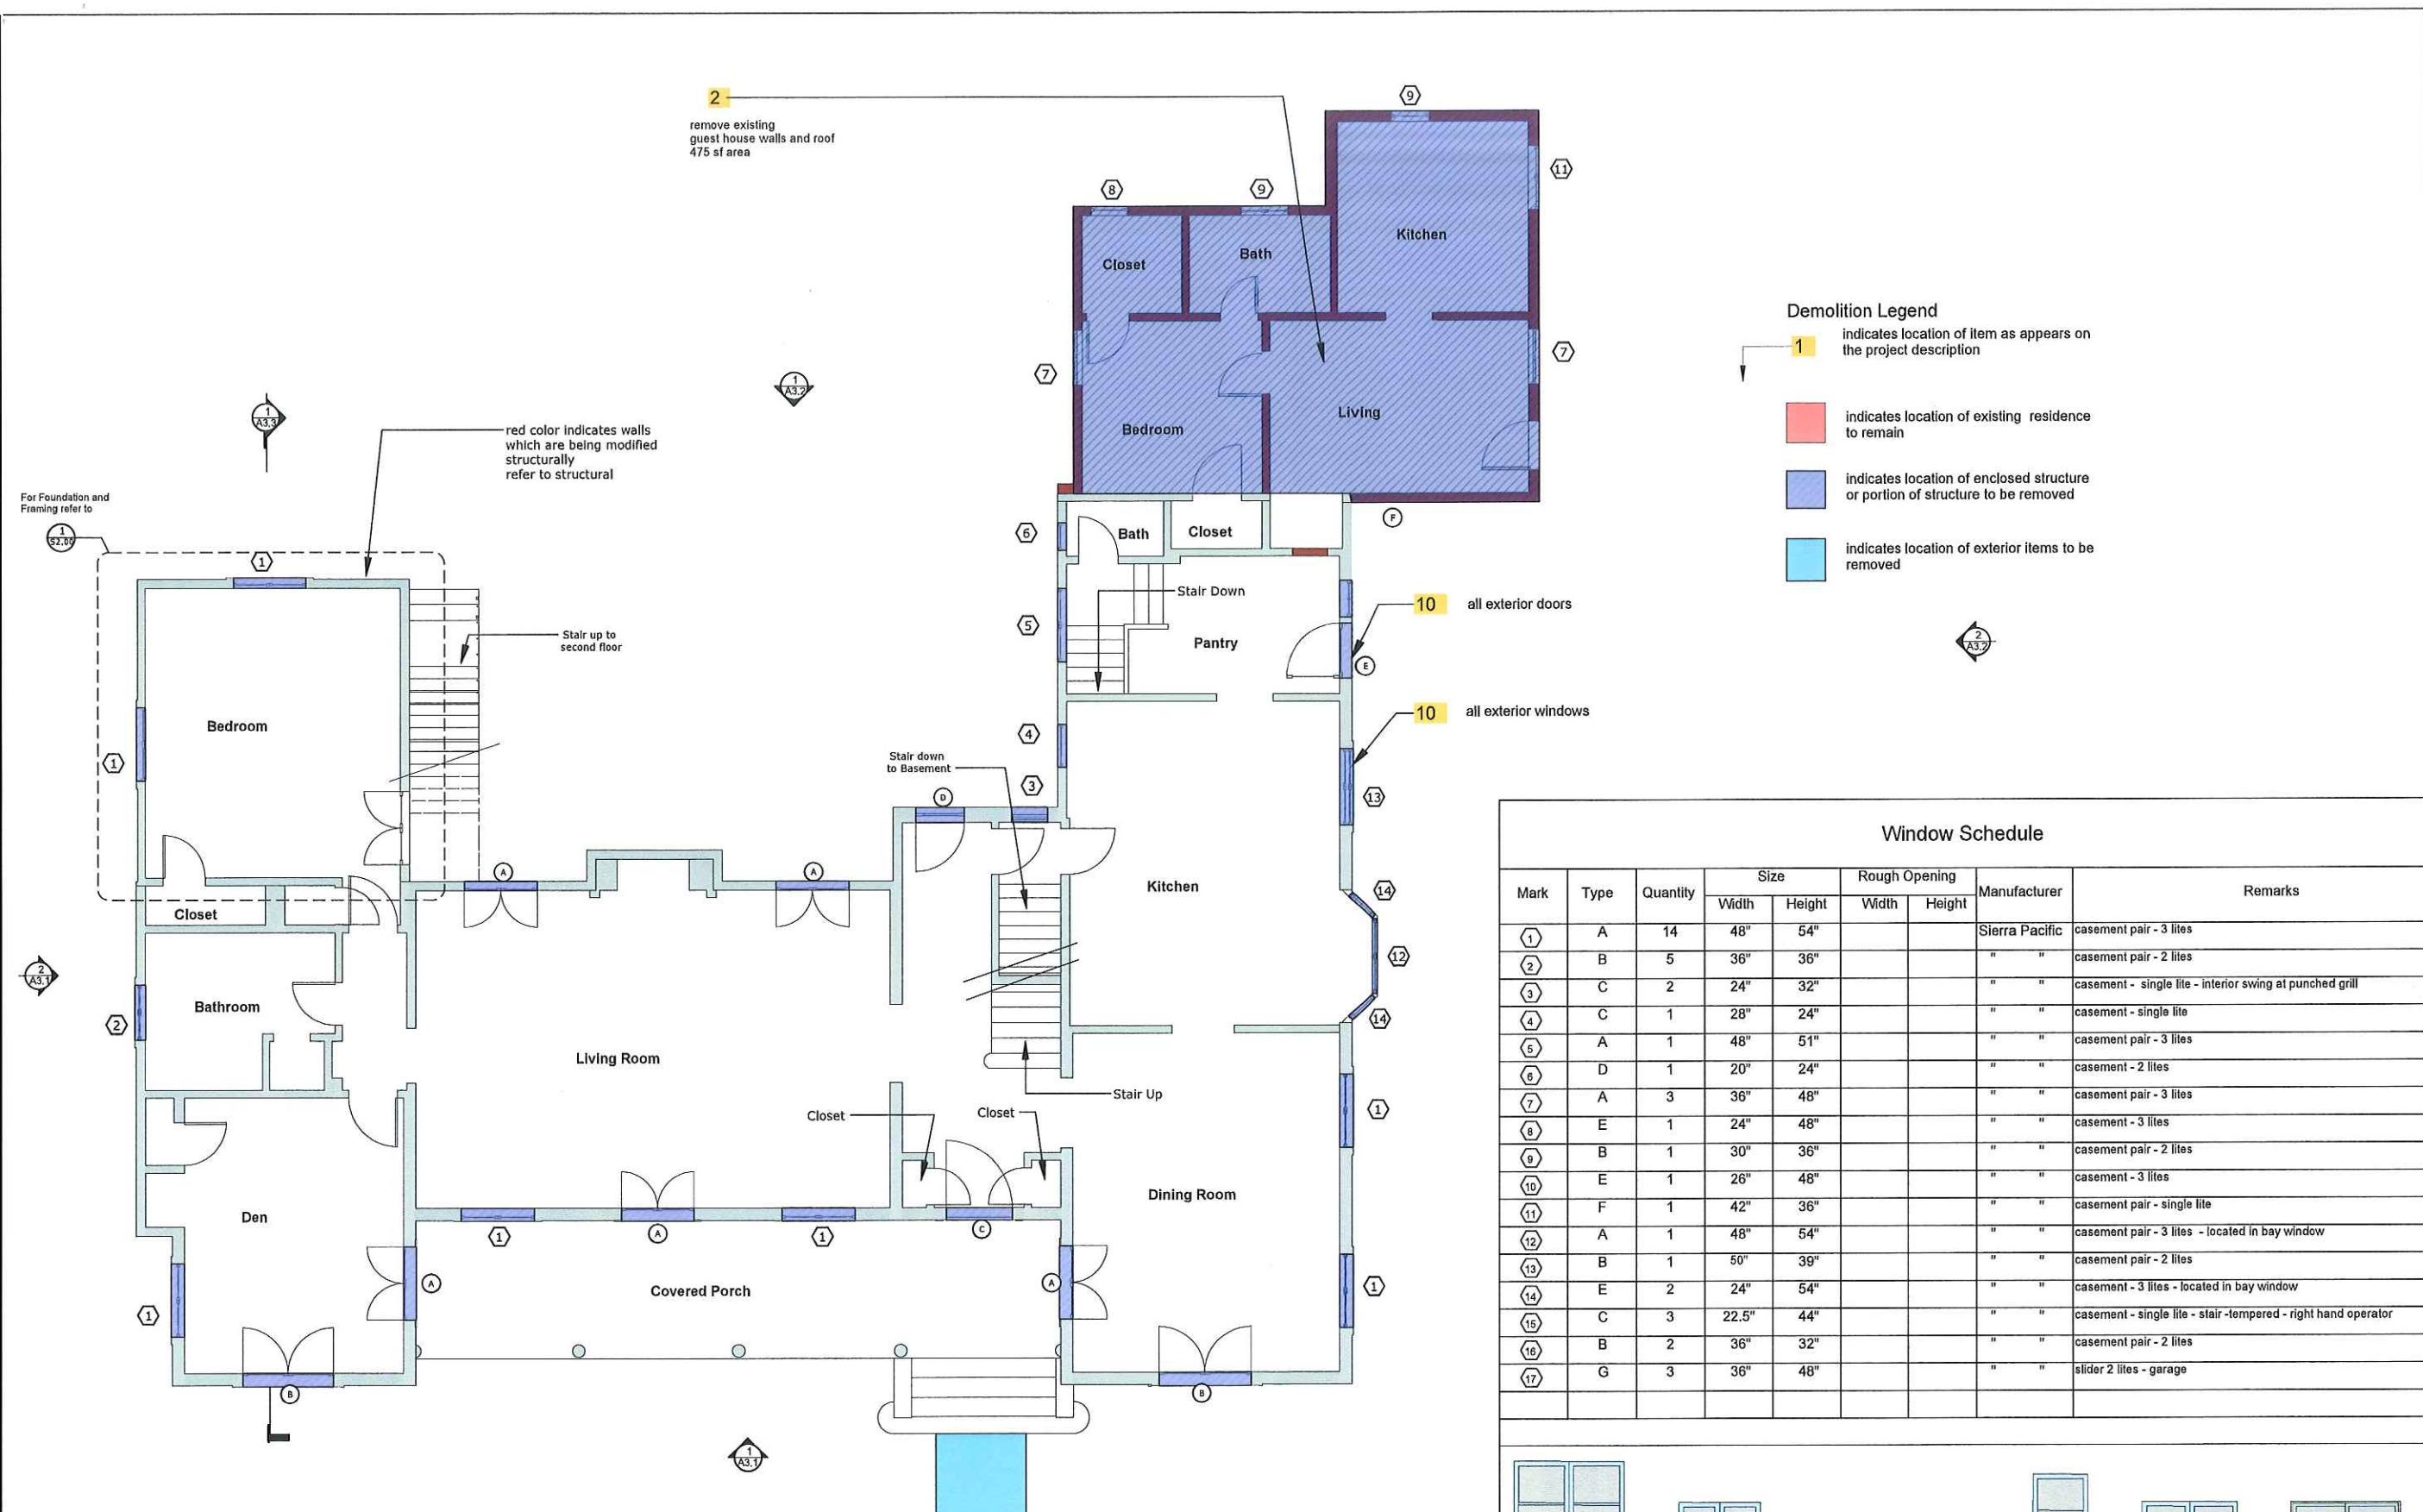 2
remove existing
guest house walls and roof
475 sf area
9
11
8
9
Kitchen
Bath
Closet
7
7
Living
Bedroom
1
A3.2
1
A3.3
red color indicates walls
which are being modified
structurally
refer to structural
For Foundation and
Framing refer to
1
S2.00
Demolition Legend
1
indicates location of item as appears on
the project description
indicates location of existing residence
to remain
indicates location of enclosed structure
or portion of structure to be removed
indicates location of exterior items to be
removed
F
6
Bath
Closet
1
Stair Down
10 all exterior doors
5
Pantry
Stair up to
second floor
2
A3.2
E
10 all exterior windows
Bedroom
4
1
Stair down
to Basement
3
D
13
A
A
Kitchen
14
Closet
12
2
A3.1
Bathroom
2
14
Living Room
Stair Up
Closet
Closet
1
Dining Room
Den
1
A
1
C
A
A
Covered Porch
1
1
B
B
1
A3.1
Window Schedule
Mark Type Quantity Size Rough Opening Manufacturer Remarks
Width Height Width Height
1 A 14 48" 54" Sierra Pacific casement pair - 3 lites
2 B 5 36" 36" " " casement pair - 2 lites
3 C 2 24" 32" " " casement - single lite - interior swing at punched grill
4 C 1 28" 24" " " casement - single lite
5 A 1 48" 51" " " casement pair - 3 lites
6 D 1 20" 24" " " casement - 2 lites
7 A 3 36" 48" " " casement pair - 3 lites
8 E 1 24" 48" " " casement - 3 lites
9 B 1 30" 36" " " casement pair - 2 lites
10 E 1 26" 48" " " casement - 3 lites
11 F 1 42" 36" " " casement pair - single lite
12 A 1 48" 54" " " casement pair - 3 lites - located in bay window
13 B 1 50" 39" " " casement pair - 2 lites
14 E 2 24" 54" " " casement - 3 lites - located in bay window
15 C 3 22.5" 44" " " casement - single lite - stair -tempered - right hand operator
16 B 2 36" 32" " " casement pair - 2 lites
17 G 3 36" 48" " " slider 2 lites - garage